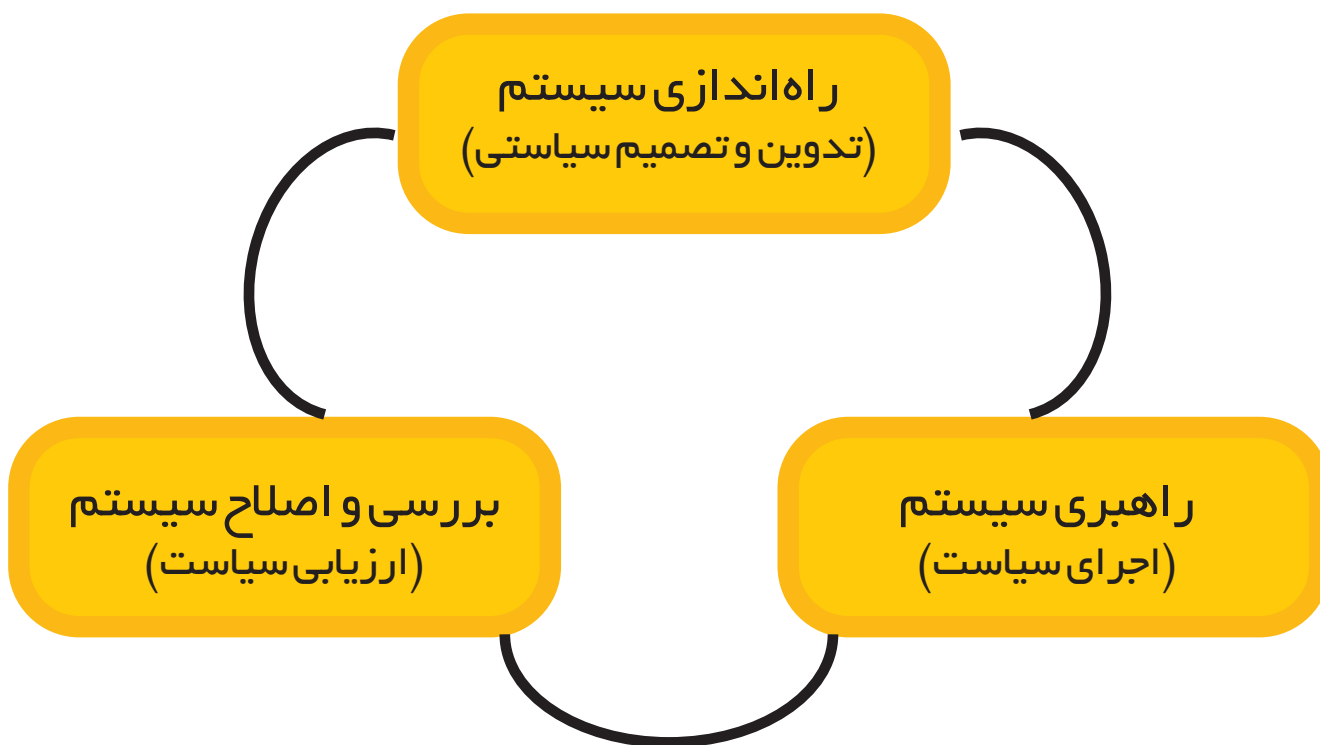 راه‌اندازی سیستم
(تدوین و تصمیم سیاستی)
راهبری سیستم
(اجرای سیاست)
بررسی و اصلاح سیستم
(ارزیابی سیاست)